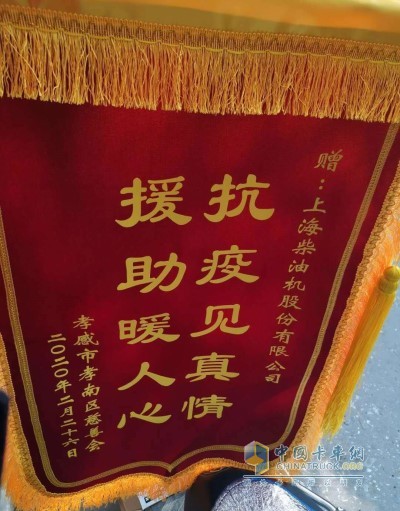 赠：上海柴油机股份有限公司
抗疫见真情
援助暖人心
孝感市孝南区慈善会
二〇二〇年二月二十六日
中国卡车网
CHINATRUCK.ORG